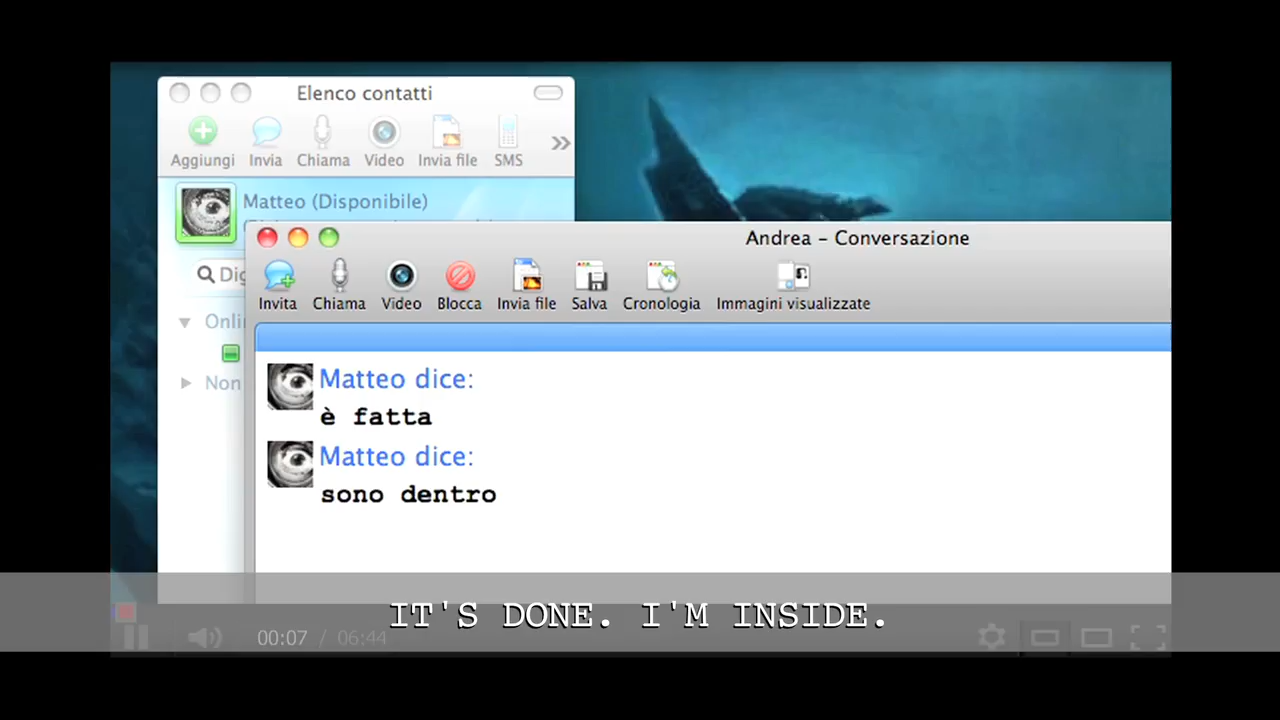 Elenco contatti
Aggiungi Invia Chiama Video Invia file SMS
Matteo (Disponibile)
Andrea – Conversazione
Invita Chiama Video Blocca Invia file Salva Cronologia Immagini visualizzate
Non
Matteo dice:
è fatta
Matteo dice:
sono dentro
IT'S DONE. I'M INSIDE.
00:07 / 06:44